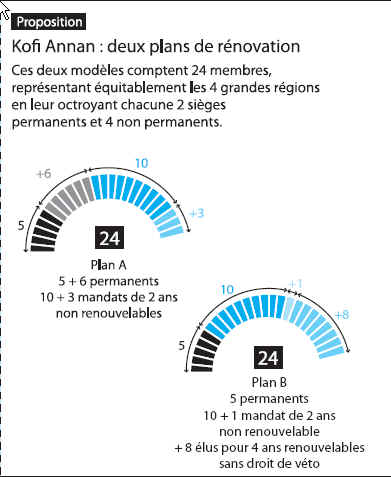 Proposition
Kofi Annan : deux plans de rénovation
Ces deux modèles comptent 24 membres,
représentant équitablement les 4 grandes régions
en leur octroyant chacune 2 sièges
permanents et 4 non permanents.
+6
10
5
+3
24
Plan A
5 + 6 permanents
10 + 3 mandats de 2 ans
non renouvelables
10
+1
+8
5
24
Plan B
5 permanents
10 + 1 mandat de 2 ans
non renouvelable
+ 8 élus pour 4 ans renouvelables
sans droit de véto